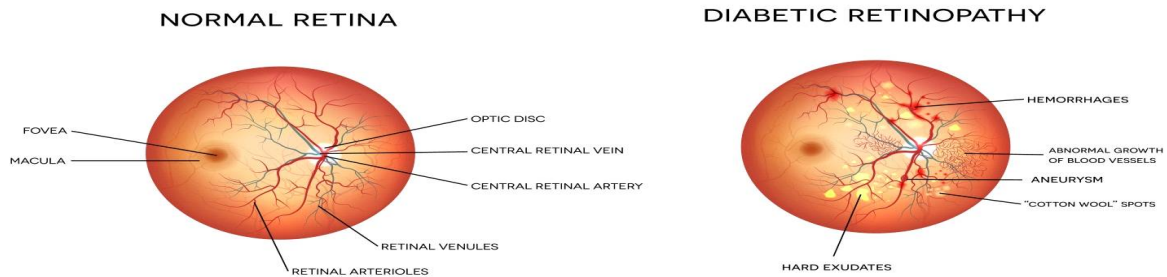 NORMAL RETINA
FOVEA
MACULA
OPTIC DISC
CENTRAL RETINAL VEIN
CENTRAL RETINAL ARTERY
RETINAL VENULES
RETINAL ARTERIOLES
DIABETIC RETINOPATHY
HEMORRHAGES
ABNORMAL GROWTH
OF BLOOD VESSELS
ANEURYSM
"COTTON WOOL" SPOTS
HARD EXUDATES